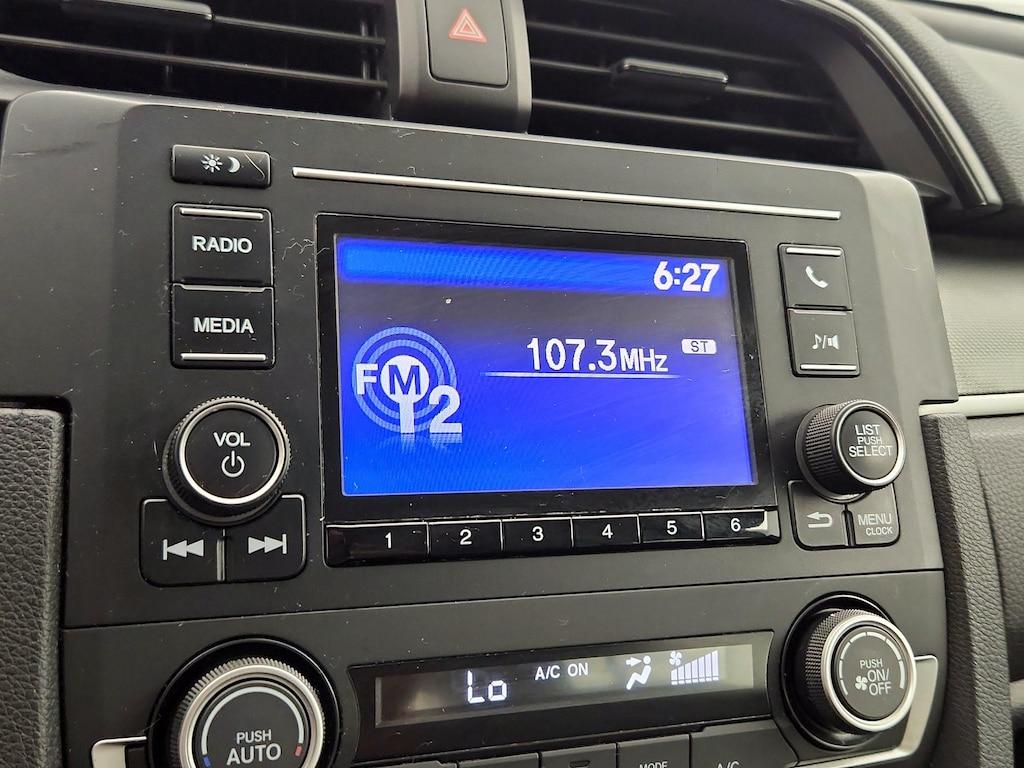 RADIO
MEDIA
VOL
6:27
107.3MHz
ST
FM
2
LIST
PUSH
SELECT
MENU
CLOCK
1 2 3 4 5 6
Lo
A/C ON
PUSH
AUTO
PUSH
ON/
OFF
MODE
A/C